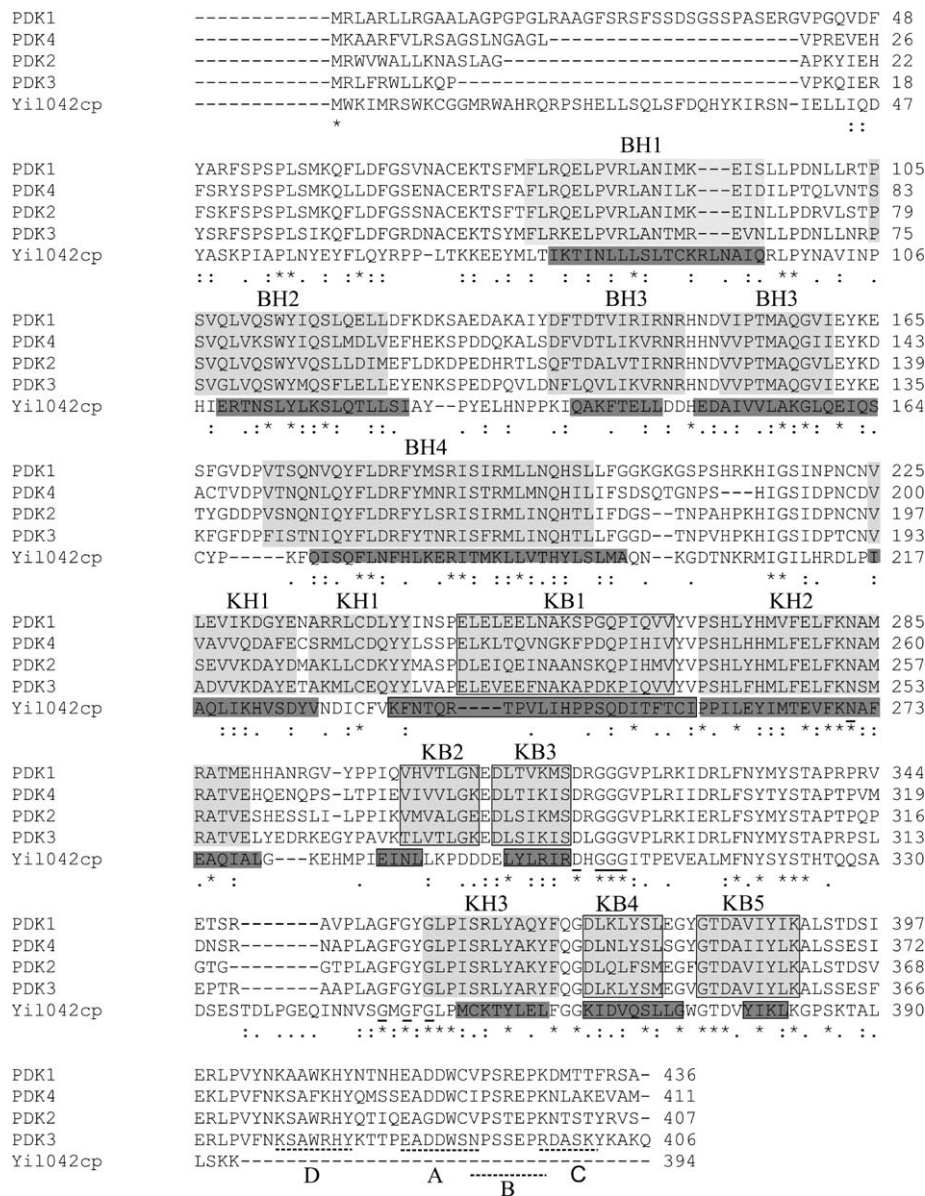 PDK1 ------------MRLARLLRGAALAGPGPGLRAAGFSRSFSSDSGSSPASERGVPGQVDF 48
PDK4 ------------MKAARFVLRSAGSLNGAGL---------------------VPREVEH 26
PDK2 ------------MRWVWALLKNASLAG-------------------------APKYIEH 22
PDK3 ------------MRLFRWLLKQP-----------------------------VPKQIER 18
Yil042cp ------------MWKIMRSWKCGGMRWAHRQRPSHELLSQLSFDQHYKIRSN-IELLIQD 47
* ::
BH1
PDK1 YARFSPSPLSMKQFLDFGSVNACEKTSFMFLRQELPVRLANIMK---EISLLPDNLLRTP 105
PDK4 FSRYSPSPLSMKQLLDFGSENACERTSFAFLRQELPVRLANILK---EIDILPTQLVNTS 83
PDK2 FSKFSPSPLSMKQFLDFGSSNACEKTSFTFLRQELPVRLANIMK---EINLLPDRVLSTP 79
PDK3 YSRFSPSPLSIKQFLDFGRDNACEKTSYMFLRKELPVRLANTMR---EVNLLPDNLLNRP 75
Yil042cp YASKPIAPLNYEYFLQYRPP-LTKKEEYMLTIKTINLLLSLTCKRLNAIQRLPYNAVINP 106
BH2 BH3 BH3
PDK1 SVQLVQSWYIQSLQELLDFKDKSAEDAKAIYDFTDTVIRIRNRHNDVIPTMAQGVIEYKE 165
PDK4 SVQLVKSWYIQSLMDLVEFHEKSPDDQKALSDFVDTLIKVRNRHHNVVPTMAQGIIEYKD 143
PDK2 SVQLVQSWYVQSLLDIMEFLDKDPEDHRTLSQFTDALVTIRNRHNDVVPTMAQGVLEYKD 139
PDK3 SVGLVQSWYMQSFLELLEYENKSPEDPQVLDNFLQVLIKVRNRHNDVVPTMAQGVIEYKE 135
Yil042cp HIERTNSLYLKSLQTLLSIAY--PYELHNPPKIQAKFTELLDDHEDAIVVLAKGLQEIQS 164
BH4
PDK1 SFGVDPVTSQNVQYFLDRFYMSRISIRMLLNQHSLLFGGKGKGSPSHRKHIGSINPNCNV 225
PDK4 ACTVDPVTNQNLQYFLDRFYMNRISTRMLMNQHILIFSDSQTGNPS---HIGSIDPNCDV 200
PDK2 TYGDDPVSNQNIQYFLDRFYLSRISIRMLINQHTLIFDGS--TNPAHPKHIGSIDPNCNV 197
PDK3 KFGFDPFISTNIQYFLDRFYTNRISFRMLINQHTLLFGGD--TNPVHPKHIGSIDPTCNV 193
Yil042cp CYP-----KFQISQFLNFHLKERITMKLLVTHYLSLMAQN--KGDTNKRMIGILHRDLPI 217
KH1 KH1 KB1 KH2
PDK1 LEVIKDGYENARRLCDLYYINSPELELEELNAKSPGQPIQVVYVPSHLYHMVFELFKNAM 285
PDK4 VAVVQDAFECSRMLCDQYYLSSPELKLTQVNGKFPDQPIHIVYVPSHLHHMLFELFKNAM 260
PDK2 SEVVKDAYDMAKLLCDKYYMASPDLEIQEINAANSKQPIHMVYVPSHLYHMLFELFKNAM 257
PDK3 ADVVKDAYETAKMLCEQYYLVAPELEVEEFNAKAPDKPIQVVYVPSHLFHMLFELFKNSM 253
Yil042cp AQLIKHVSDYVNDICFVKFNTQR----TPVLIHPPSQDITFTCIPPILEYIMTEVFKNAF 273
KB2 KB3
PDK1 RATMEHHANRGV-YPPIQVHVTLGNEDLTVKMSDRGGGVPLRKIDRLFNYMYSTAPRPRV 344
PDK4 RATVEHQENQPS-LTPIEVIVVLGKEDLTIKISDRGGGVPLRIIDRLFSYTYSTAPTPVM 319
PDK2 RATVESHESSLI-LPPIKVMVALGEEDLSIKMSDRGGGVPLRKIERLFSYMYSTAPTPQP 316
PDK3 RATVELYEDRKEGYPAVKTLVTLGKEDLSIKISDLGGGVPLRKIDRLFNYMYSTAPRPSL 313
Yil042cp EAQIALG---KEHMPIEINLLKPDDDELYLRIRDHGGGITPEVEALMFNYSYSTHTQQSA 330
KH3 KB4 KB5
PDK1 ETSR-------AVPLAGFGYGLPISRLYAQYFQGDLKLYSLEGYGTDAVIYIKALSTDSI 397
PDK4 DNSR-------NAPLAGFGYGLPISRLYAKYFQGDLNLYSLSGYGTDAIIYLKALSSESI 372
PDK2 GTG--------GTPLAGFGYGLPISRLYAKYFQGDLQLFSMEGFGTDAVIYLKALSTDSV 368
PDK3 EPTR-------AAPLAGFGYGLPISRLYARYFQGDLKLYSMEGVGTDAVIYLKALSSESF 366
Yil042cp DSESTDLPGEQINNVSGMGFGLPMCKTYLELFGGKIDVQSLLGWGTDVYIKLKGPSKTAL 390
PDK1 ERLPVYNKAAWKHYNTNHEADDWCVPSREPKDMTTFRSA- 436
PDK4 EKLPVFNKSAFKHYQMSSEADDWCIPSREPKNLAKEVAM- 411
PDK2 ERLPVYNKSAWRHYQTIQEAGDWCVPSTEPKNTSTYRVS- 407
PDK3 ERLPVFNKSAWRHYKTTPEADDWSNPSSEPRDASKYKAKQ 406
Yil042cp LSKK------------------------------------ 394
D A B C